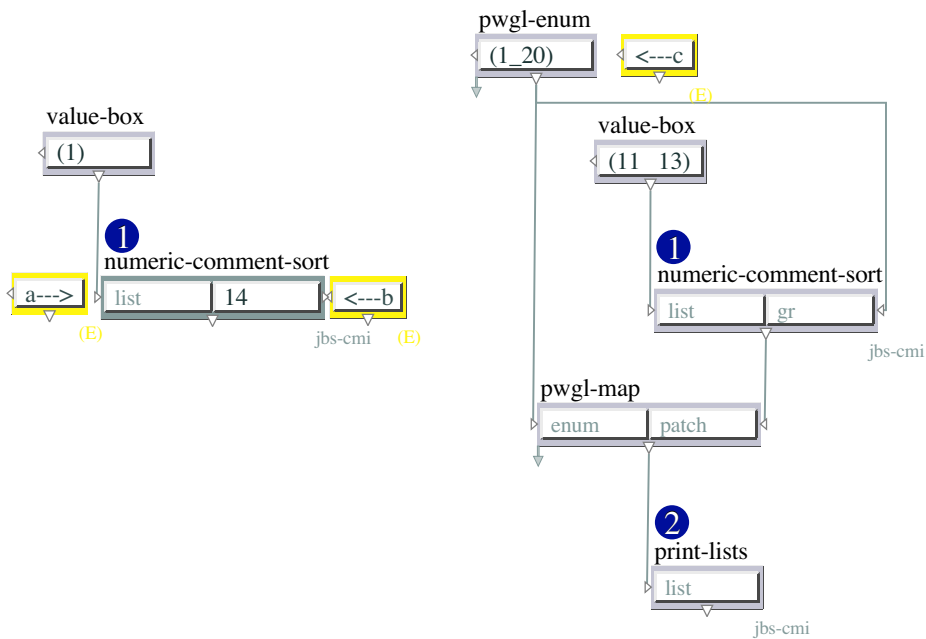 pwgl-enum
(1_20)
<---c
(E)
value-box
(1)
value-box
(11 13)
1
numeric-comment-sort
a--->
list
14
<---b
(E)
jbs-cmi
(E)
1
numeric-comment-sort
list
gr
jbs-cmi
pwgl-map
enum
patch
2
print-lists
list
jbs-cmi